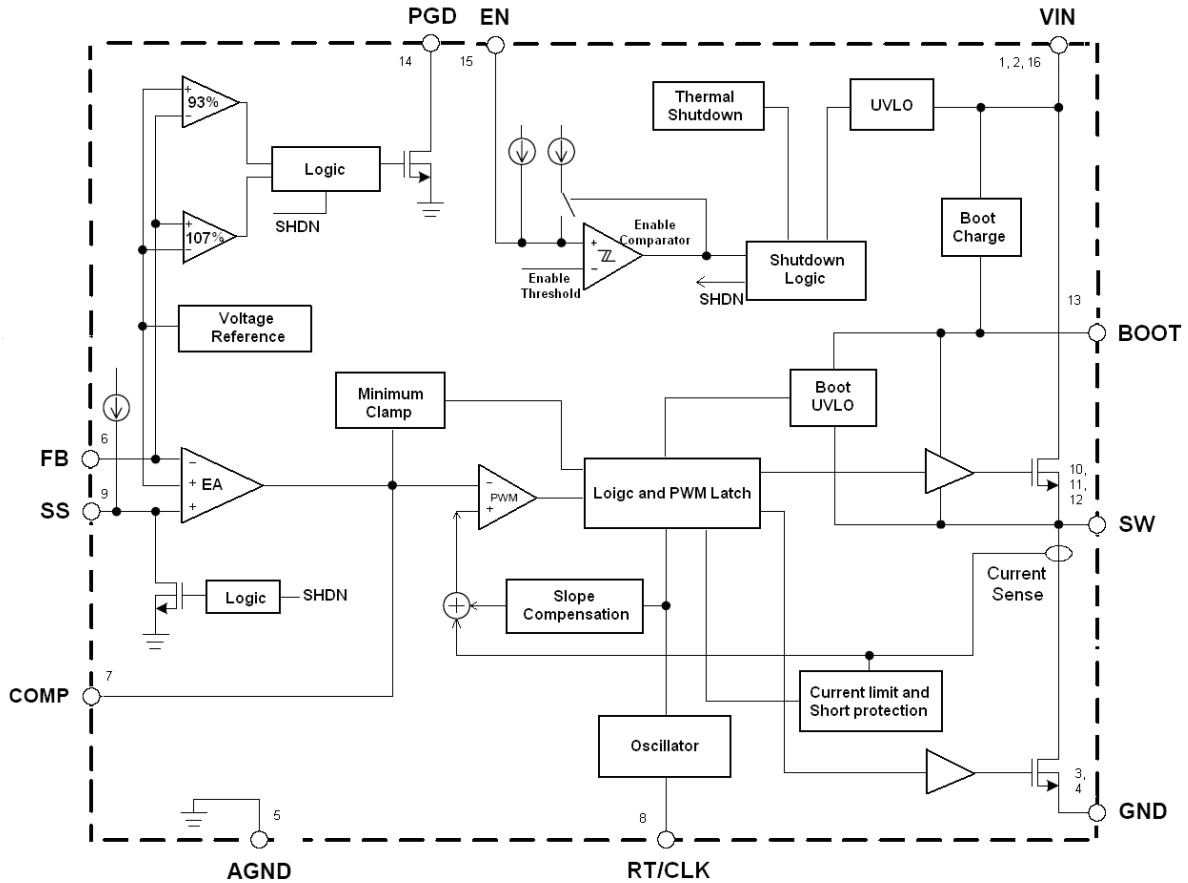 PGD
EN
VIN
14
15
1, 2, 16
+
93%
−
Thermal
Shutdown
UVLO
Logic
SHDN
+
107%
−
Boot
Charge
Enable
Comparator
+
−
Enable
Threshold
Shutdown
Logic
SHDN
13
BOOT
Voltage
Reference
Minimum
Clamp
Boot
UVLO
6
FB
−
+ EA
+
9
SS
−
PWM
+
Loigc and PWM Latch
10,
11,
12
SW
Current
Sense
Logic
SHDN
+
Slope
Compensation
7
COMP
Current limit and
Short protection
Oscillator
3,
4
GND
5
AGND
8
RT/CLK